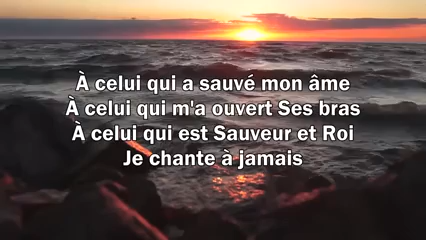 À celui qui a sauvé mon âme
À celui qui m'a ouvert Ses bras
À celui qui est Sauveur et Roi
Je chante à jamais